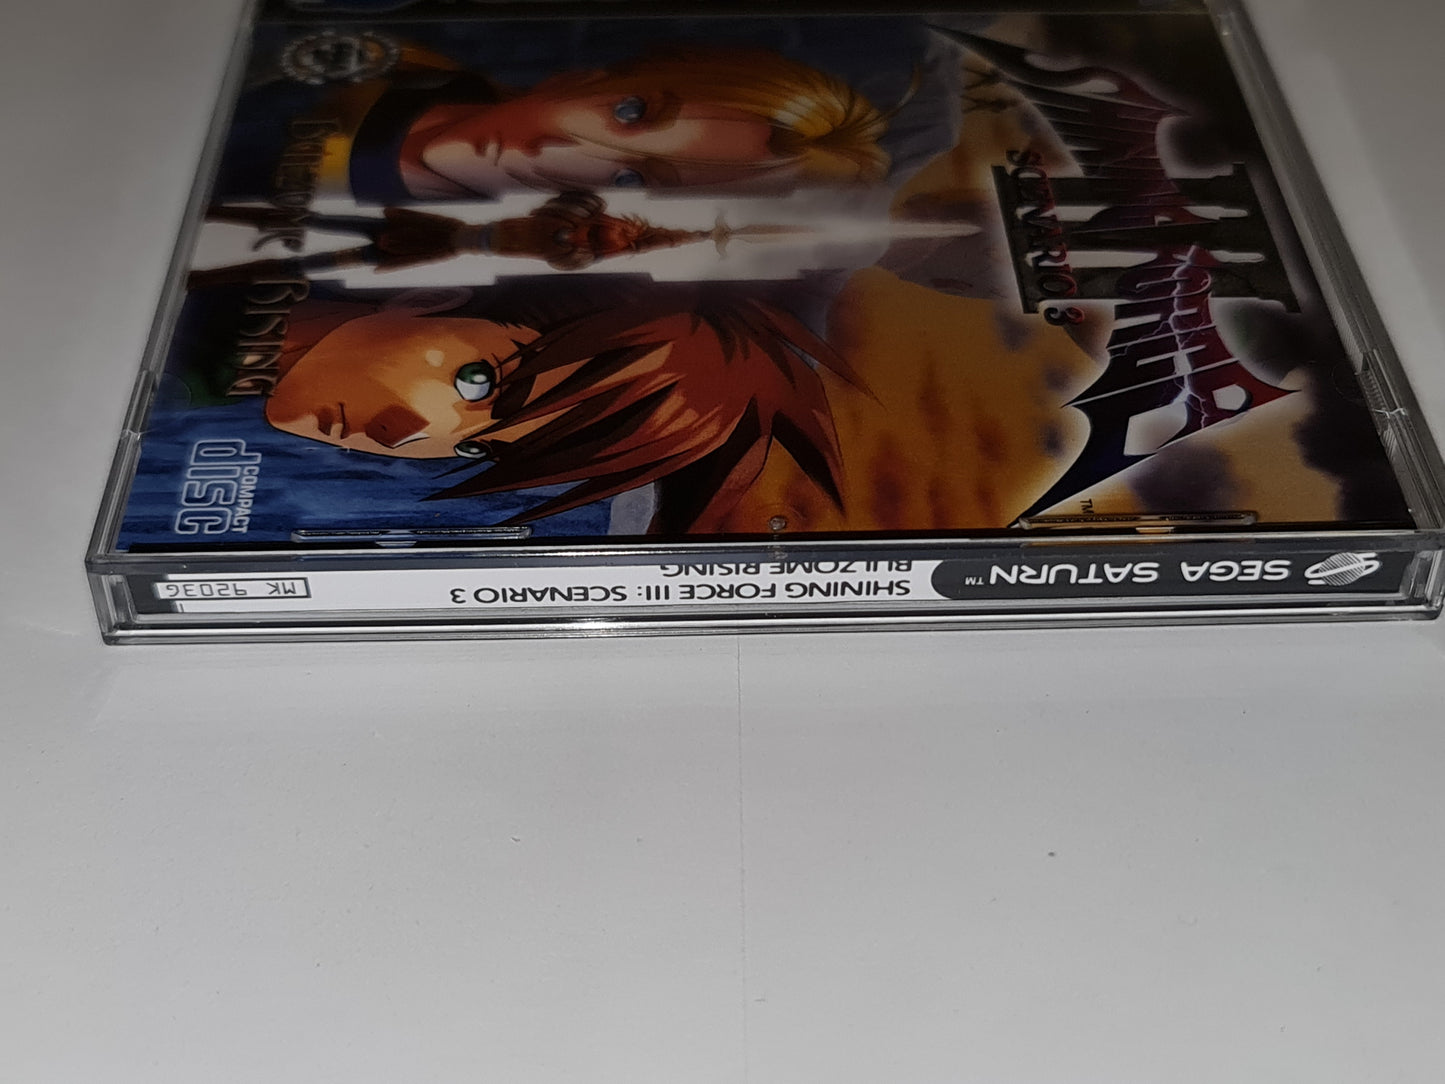 SHINING FORCE
III
SCENARIO 3
TM
BULZOME RISING
COMPACT
disc
SEGA SATURN TM
SHINING FORCE III: SCENARIO 3
BULZOME RISING
MK 92036